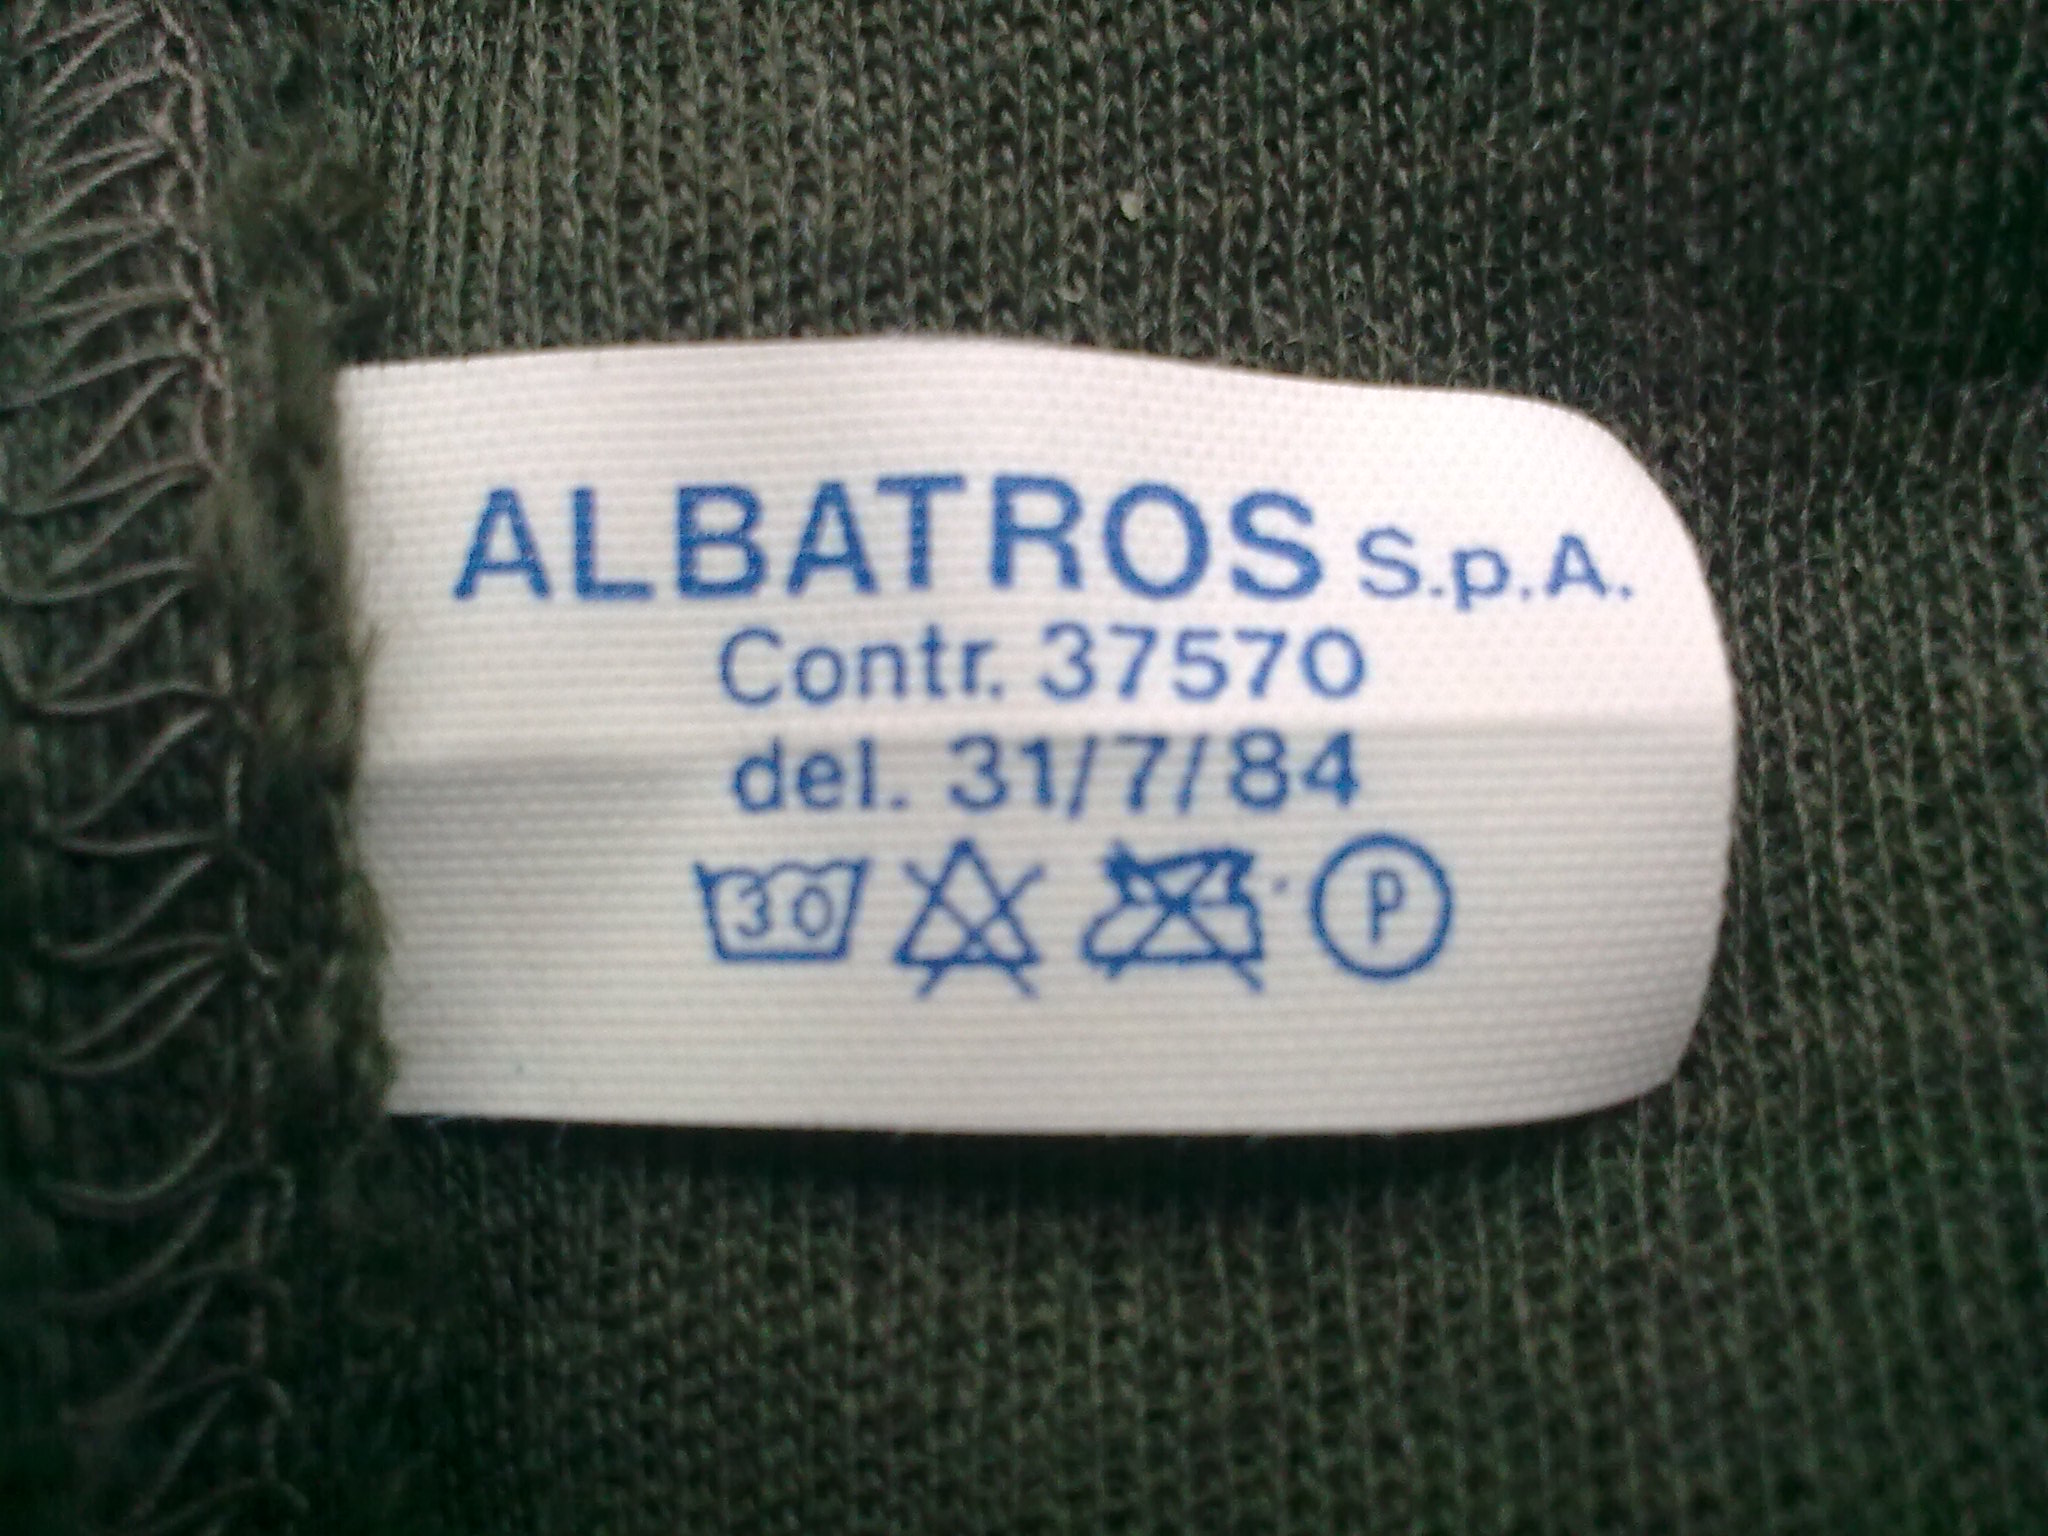 ALBATROS S.p.A.
Contr. 37570
del. 31/7/84
30 P